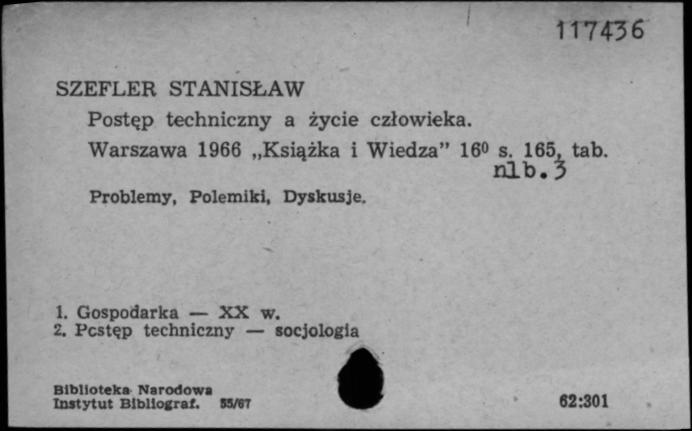 117436
SZEFLER STANISŁAW
Postęp techniczny a życie człowieka.
Warszawa 1966 „Książka i Wiedza” 16⁰ s. 165, tab.
nlb.3
Problemy, Polemiki, Dyskusje.
1. Gospodarka — XX w.
2. Pcstęp techniczny — socjologia
Biblioteka Narodowa
Instytut Bibliograf. 55/67
62:301